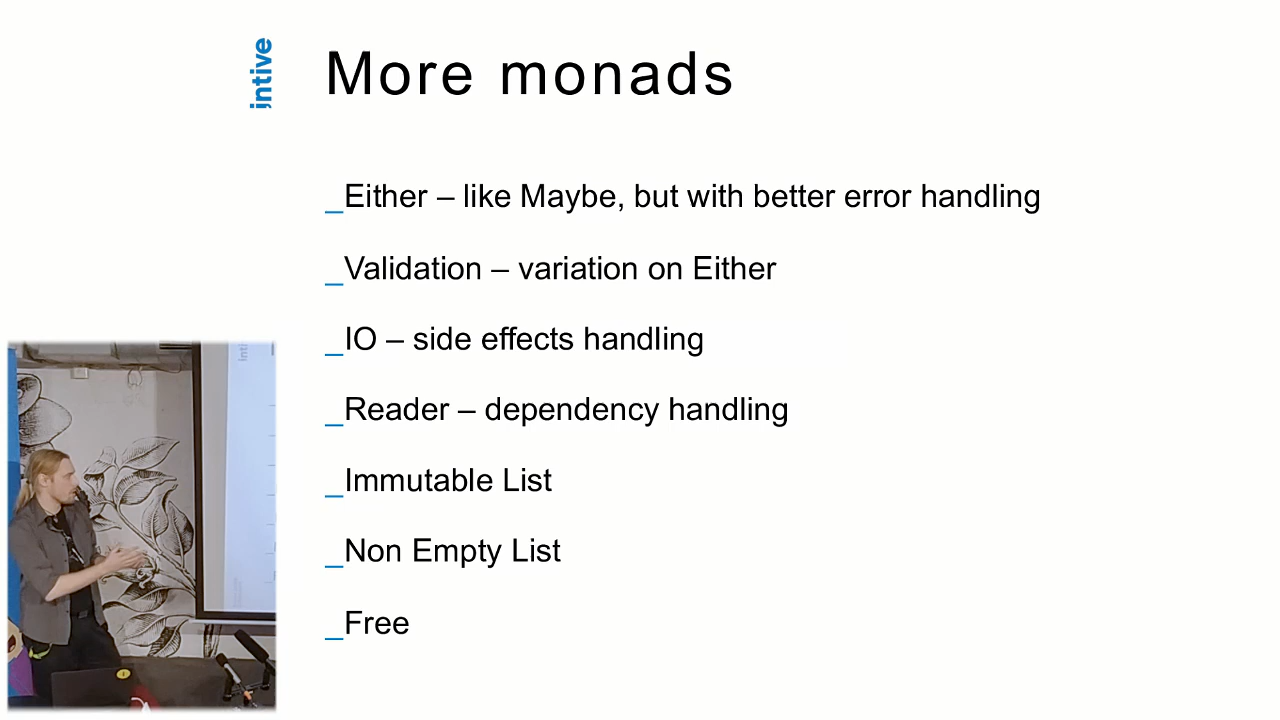 intive
More monads
_Either – like Maybe, but with better error handling
_Validation – variation on Either
_IO – side effects handling
_Reader – dependency handling
_Immutable List
_Non Empty List
_Free